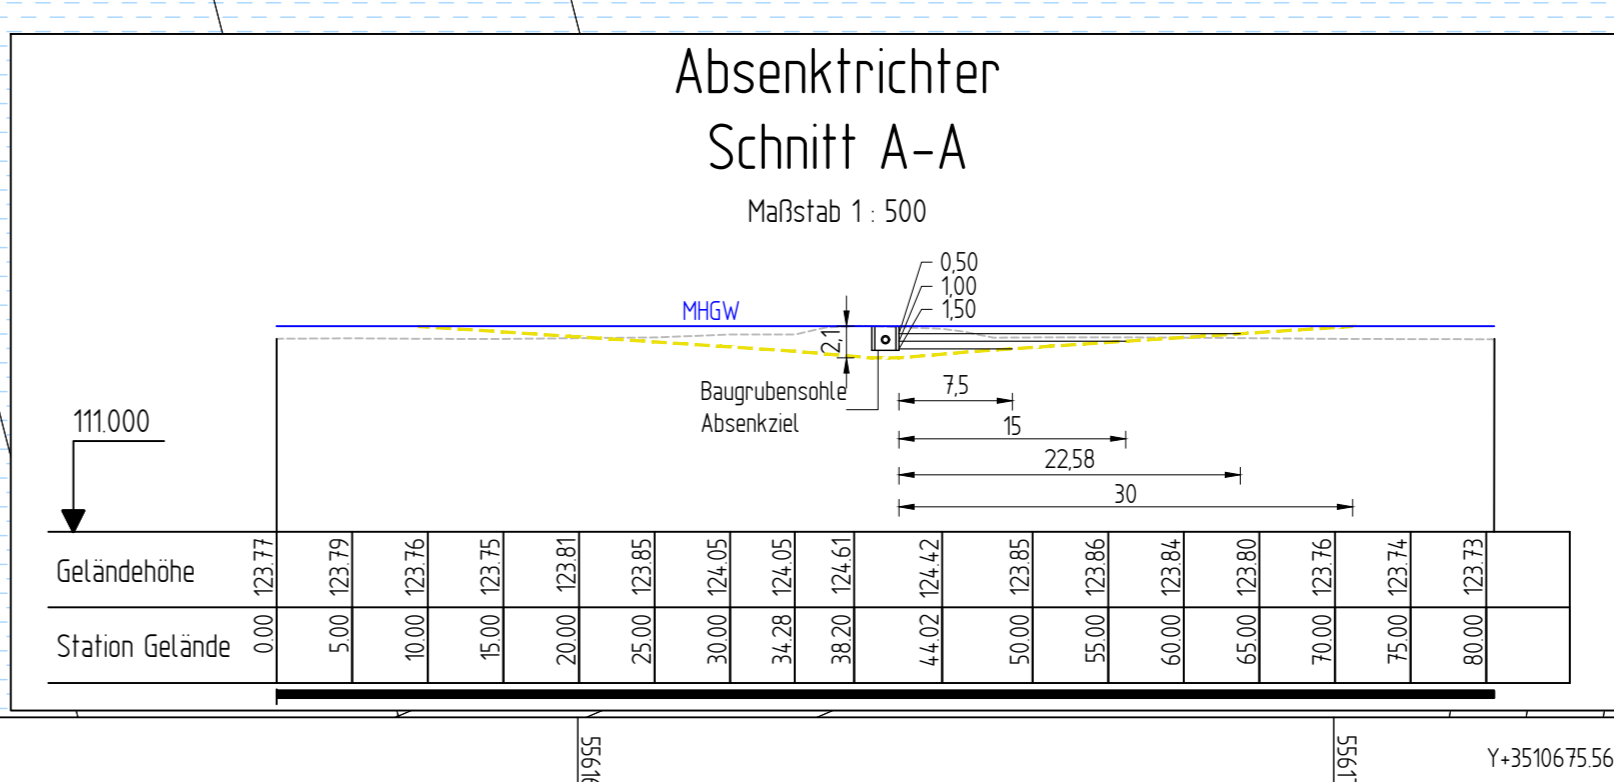 Absenktrichter
Schnitt A-A
Maßstab 1 : 500
0,50
1,00
1,50
MHGW
2,1
Baugrubensohle
Absenkziel
7,5
15
22,58
30
111.000
Geländehöhe 123.77 123.79 123.76 123.75 123.81 123.85 124.05 124.05 124.61 124.42 123.85 123.86 123.84 123.80 123.76 123.74 123.73
Station Gelände 0.00 5.00 10.00 15.00 20.00 25.00 30.00 34.28 38.20 44.02 50.00 55.00 60.00 65.00 70.00 75.00 80.00
Y+3510675.56